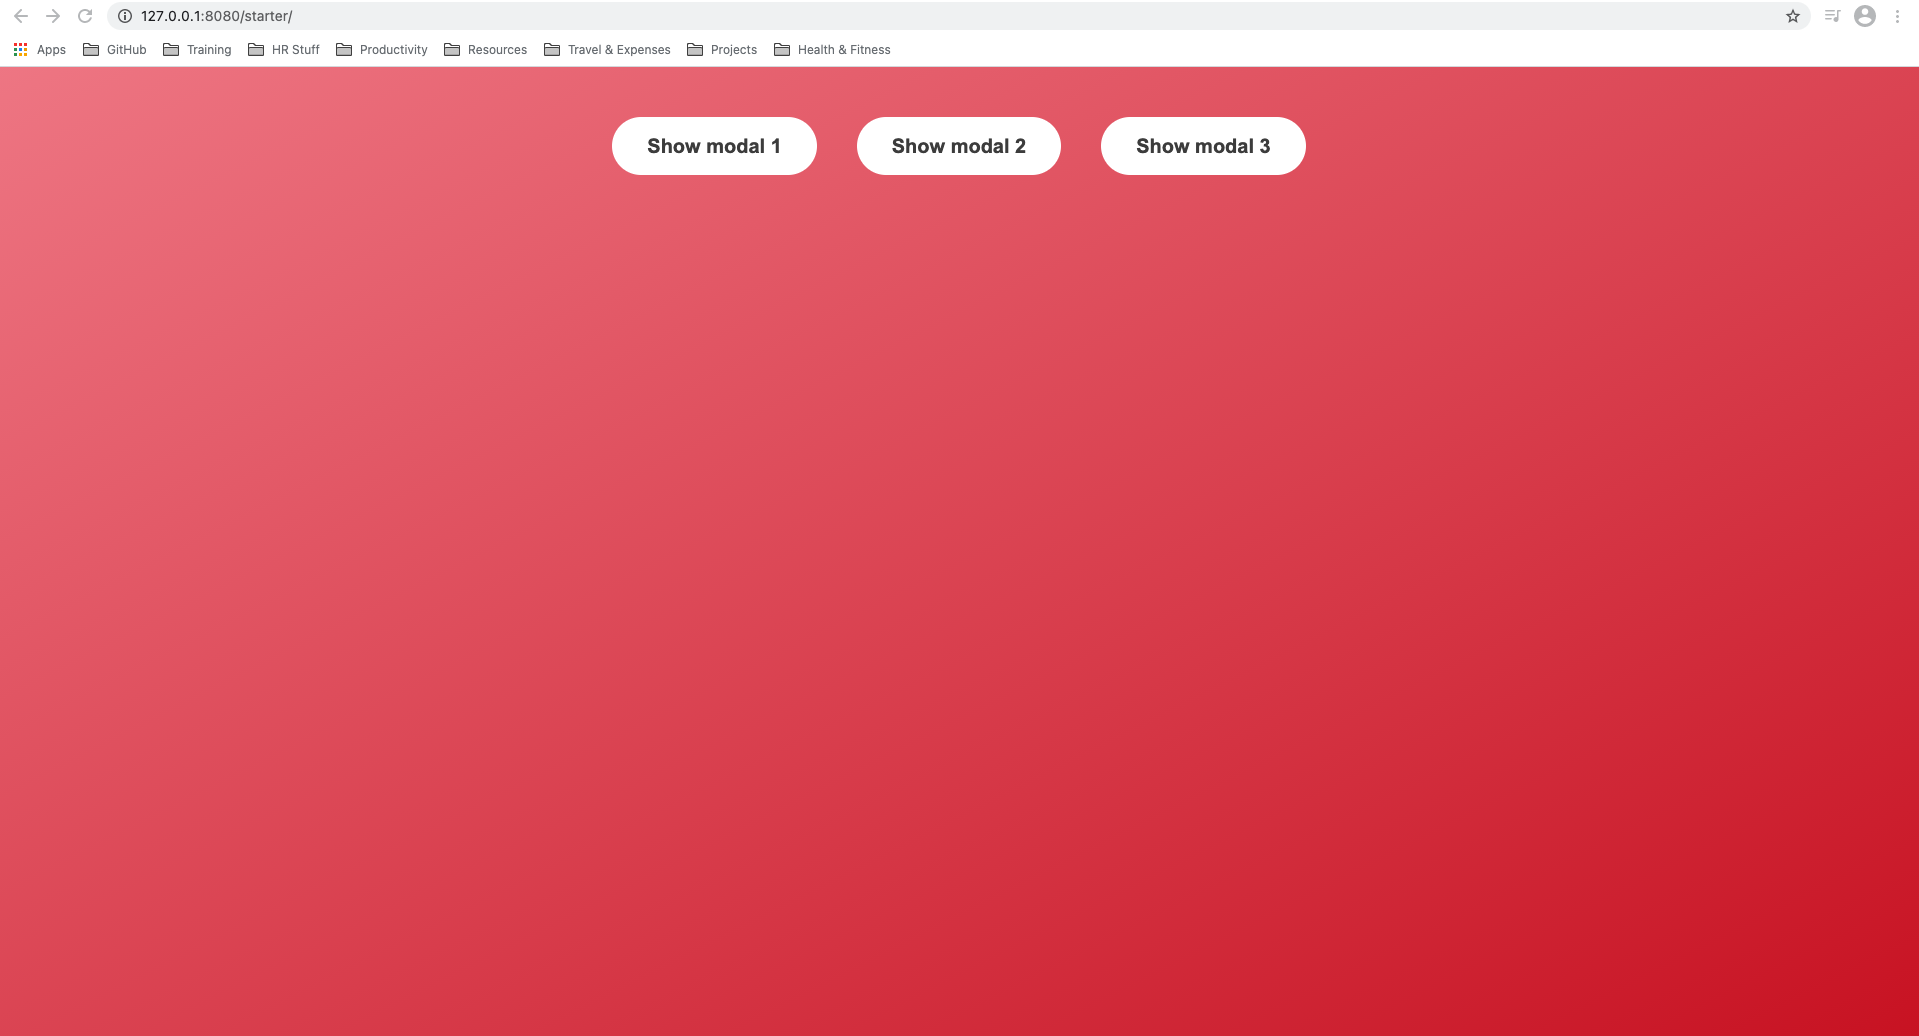 127.0.0.1:8080/starter/
Apps GitHub Training HR Stuff Productivity Resources Travel & Expenses Projects Health & Fitness
Show modal 1 Show modal 2 Show modal 3